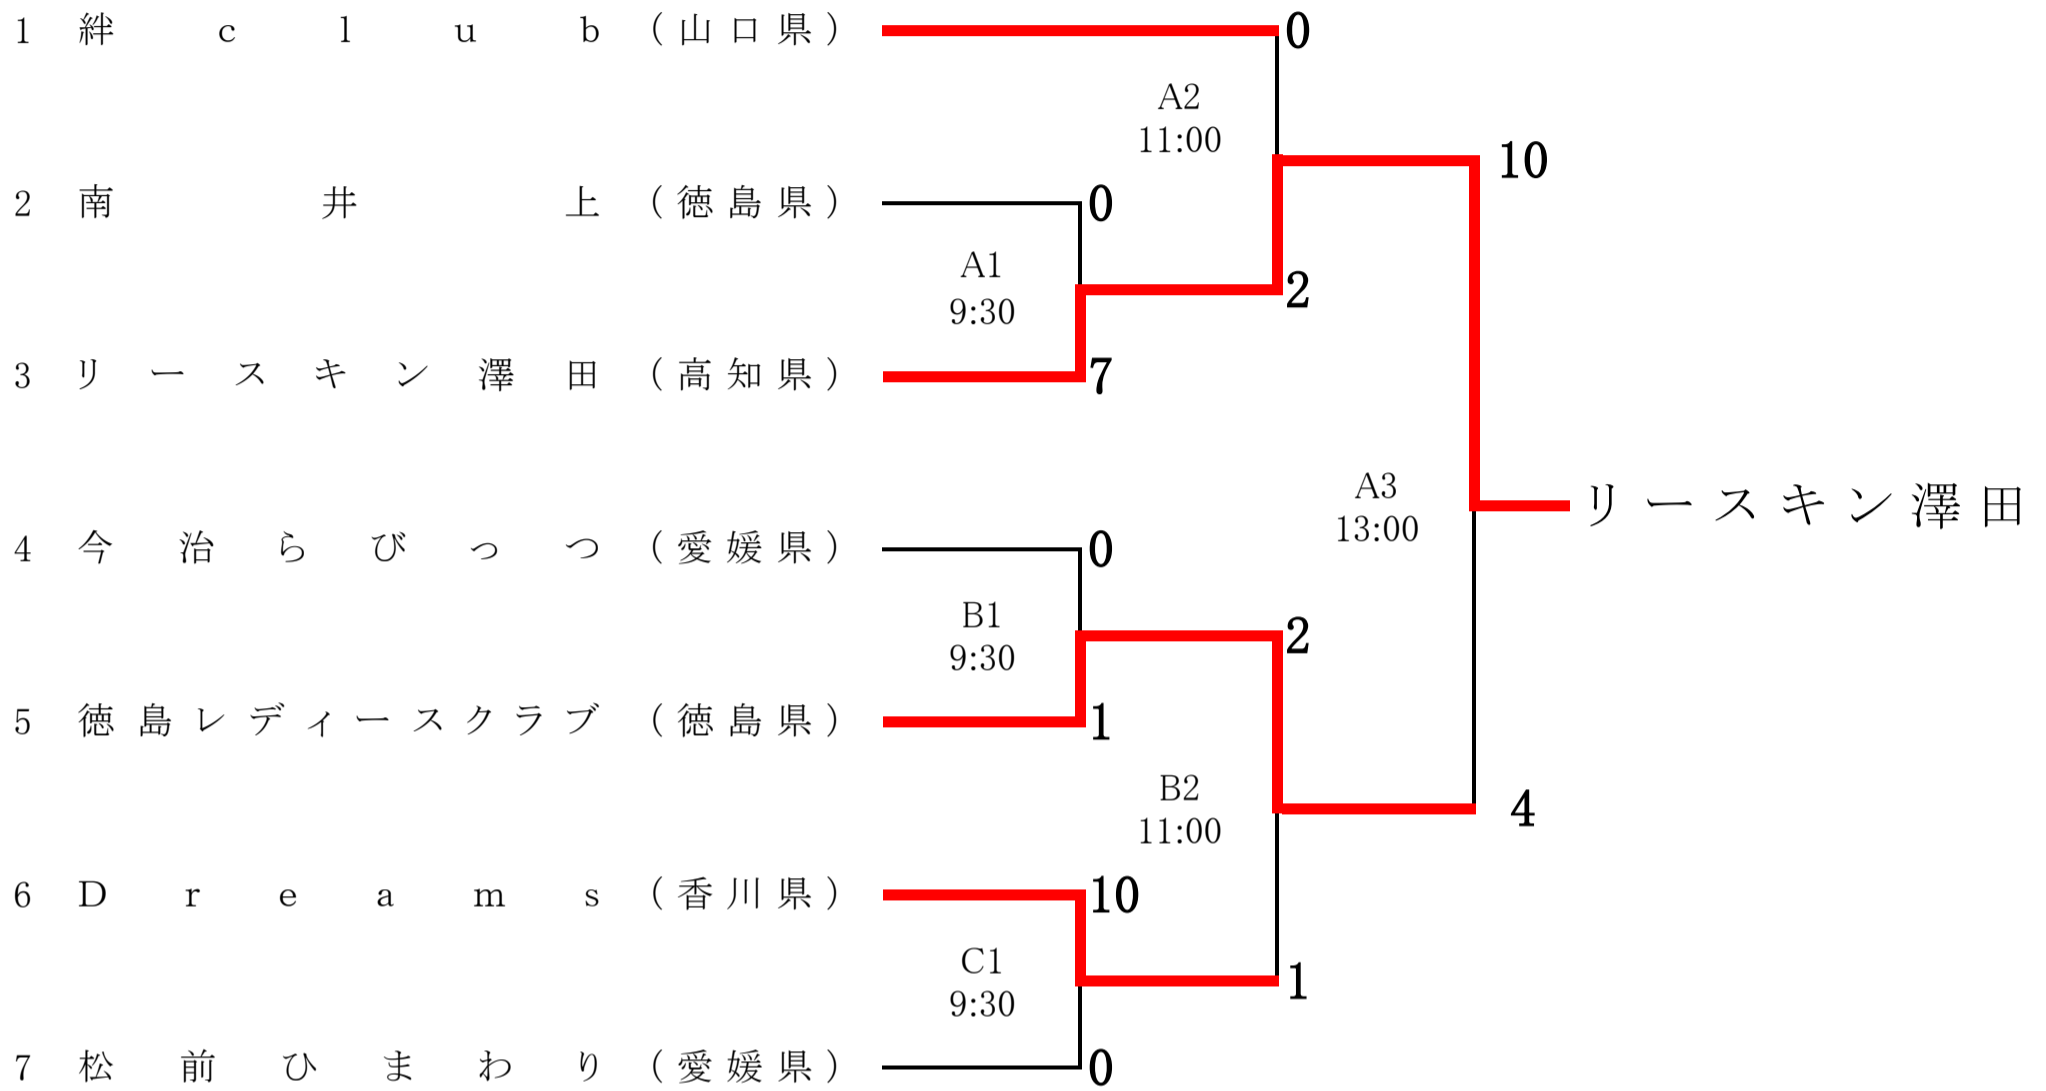 1 絆club (山口県) 0
A2
11:00
10
2 南井上 (徳島県) 0
A1
9:30
2
3 リースキン澤田 (高知県) 7
A3
13:00
リースキン澤田
4 今治らびっつ (愛媛県) 0
B1
9:30
2
5 徳島レディースクラブ (徳島県) 1
B2
11:00
4
6 Dreams (香川県) 10
C1
9:30
1
7 松前ひまわり (愛媛県) 0